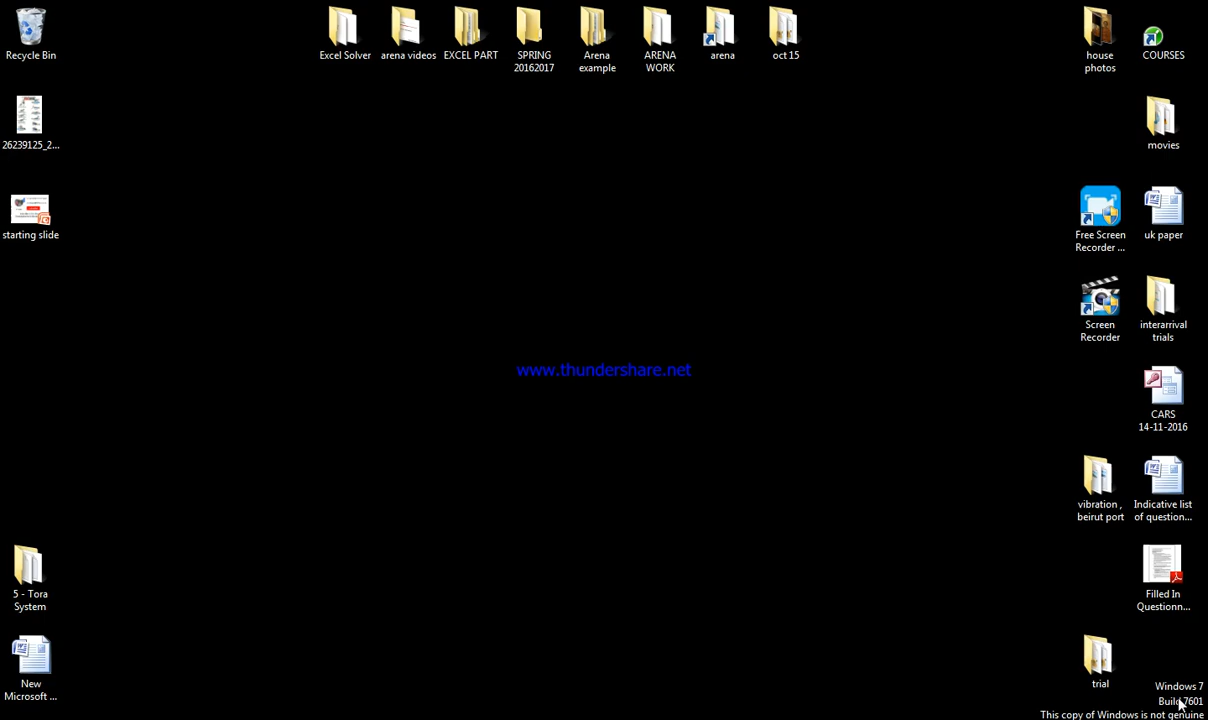 Recycle Bin
Excel Solver
arena videos
EXCEL PART
SPRING
20162017
Arena
example
ARENA
WORK
arena
oct 15
house
photos
COURSES
26239125_2...
movies
starting slide
Free Screen
Recorder ...
uk paper
Screen
Recorder
interarrival
trials
www.thundershare.net
CARS
14-11-2016
vibration ,
beirut port
Indicative list
of question...
5 - Tora
System
Filled In
Questionn...
New
Microsoft ...
trial
Windows 7
Build 7601
This copy of Windows is not genuine